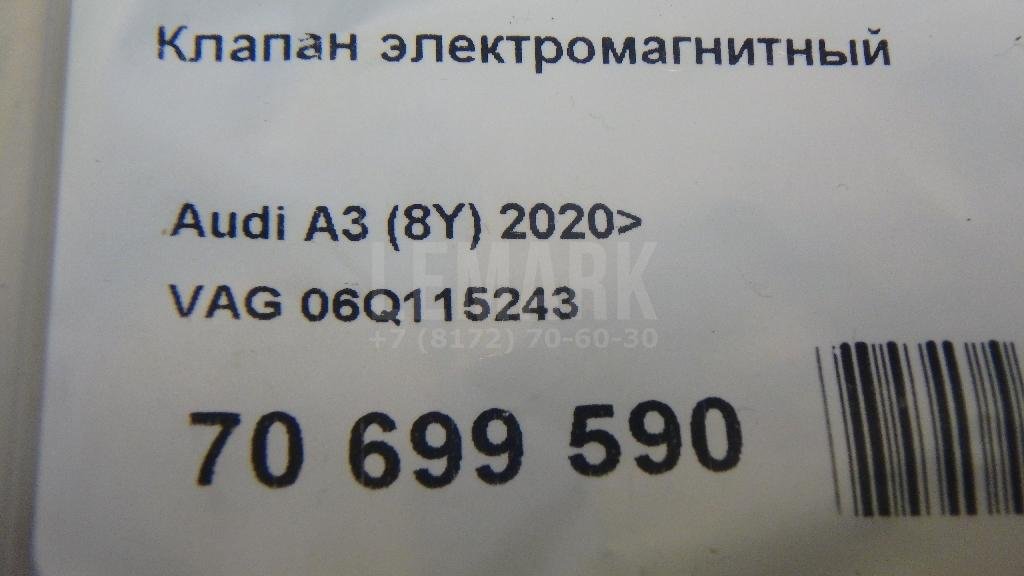 Клапан электромагнитный
Audi A3 (8Y) 2020>
LEMARK
VAG 06Q115243
+7 (8172) 70-60-30
70 699 590